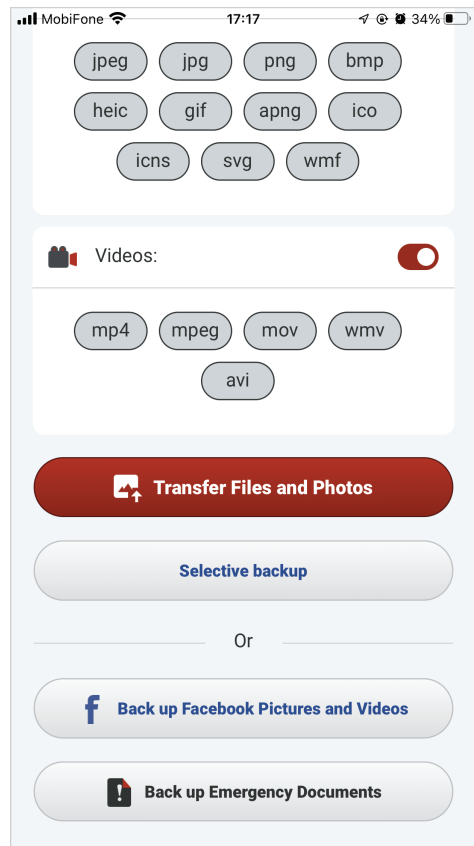 MobiFone 17:17 34%
jpeg jpg png bmp
heic gif apng ico
icns svg wmf
Videos:
mp4 mpeg mov wmv
avi
Transfer Files and Photos
Selective backup
Or
Back up Facebook Pictures and Videos
Back up Emergency Documents